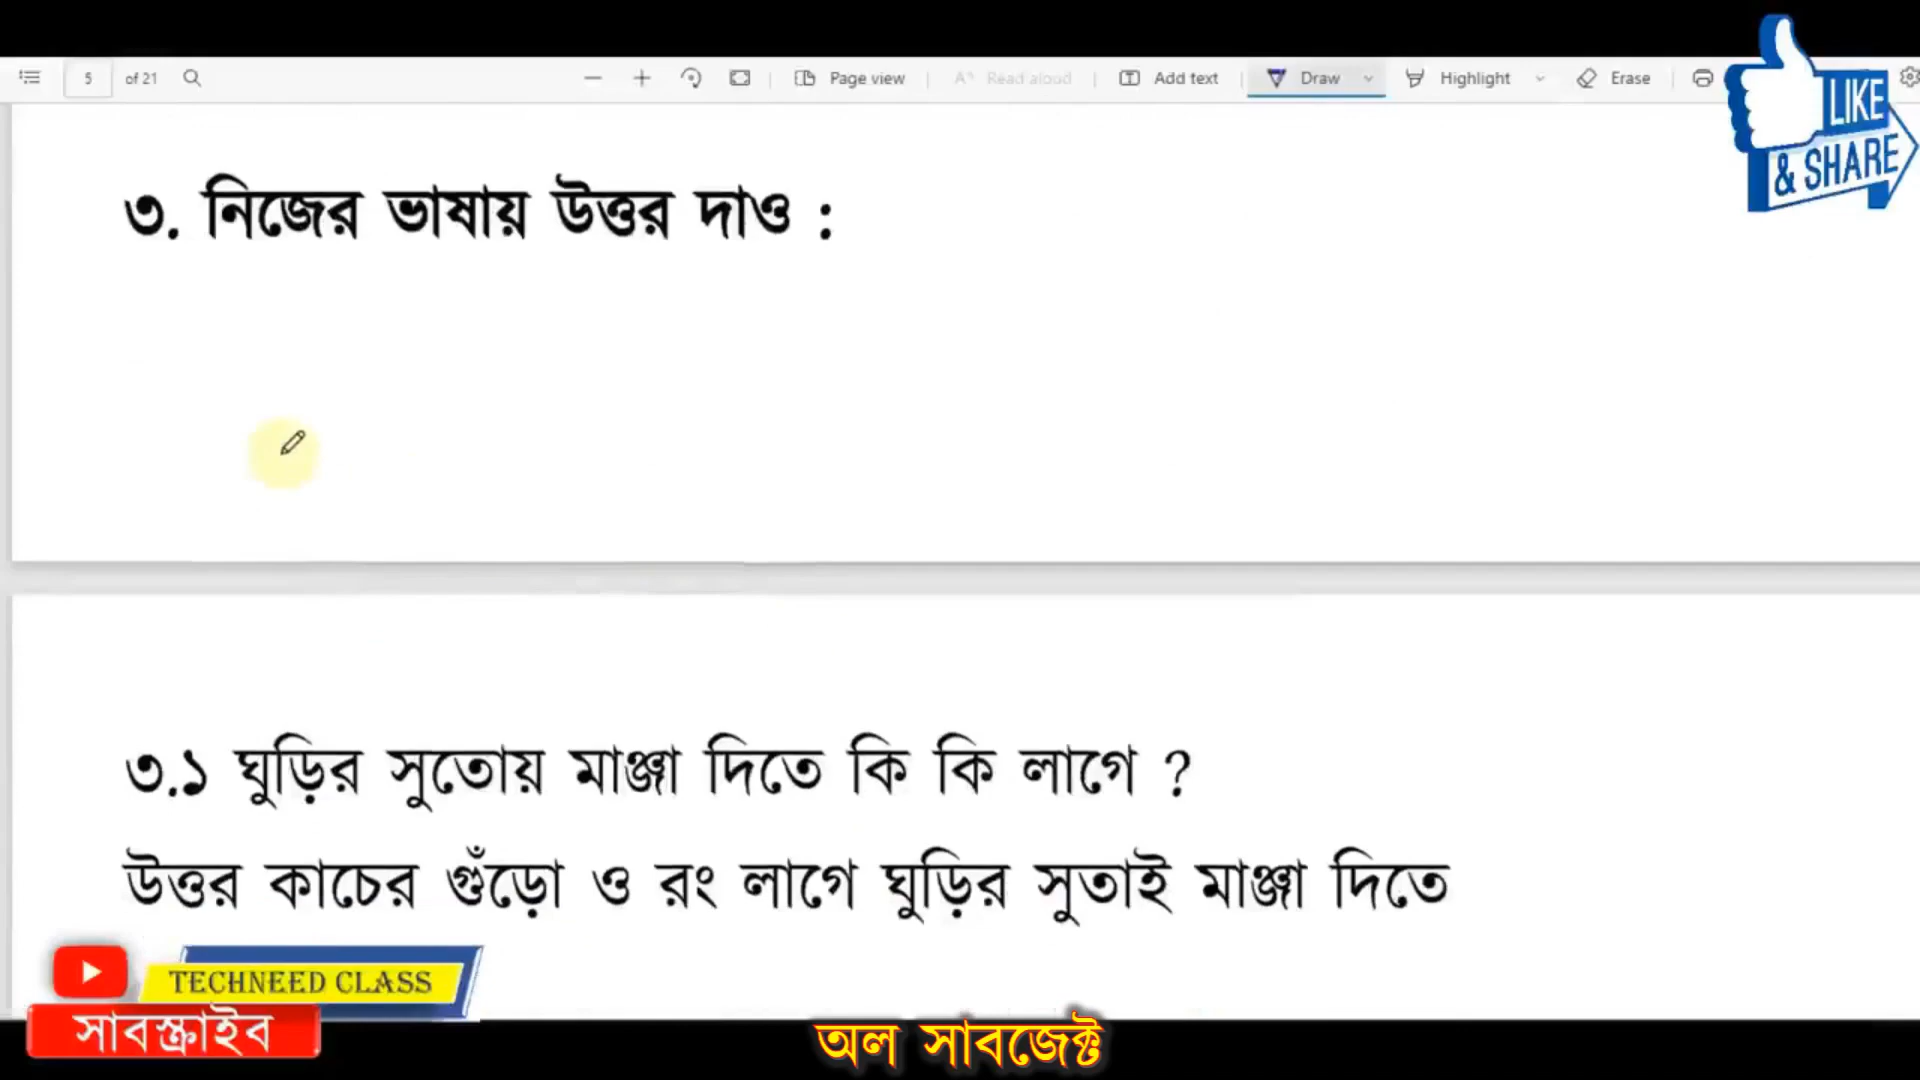 5 of 21 Page view Read aloud Add text Draw Highlight Erase
LIKE
& SHARE
৩. নিজের ভাষায় উত্তর দাও :
৩.১ ঘুড়ির সুতোয় মাঞ্জা দিতে কি কি লাগে ?
উত্তর কাচের গুঁড়ো ও রং লাগে ঘুড়ির সুতাই মাঞ্জা দিতে
TECHNEED CLASS
সাবস্ক্রাইব
অল সাবজেক্ট